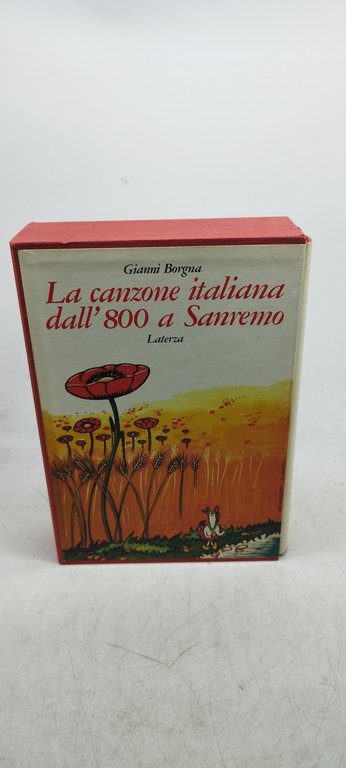 Gianni Borgna
La canzone italiana
dall'800 a Sanremo
Laterza